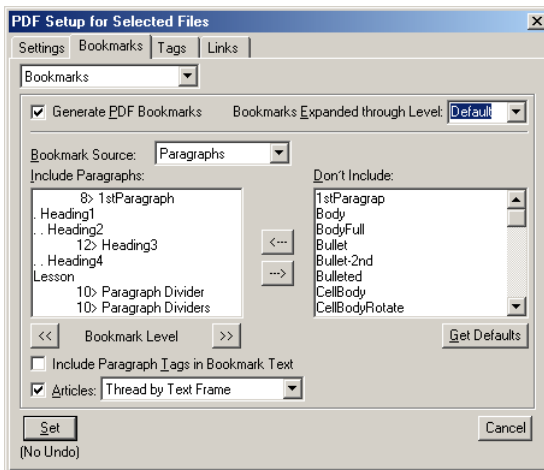 PDF Setup for Selected Files
Settings Bookmarks Tags Links
Bookmarks
Generate PDF Bookmarks Bookmarks Expanded through Level: Default
Bookmark Source: Paragraphs
Include Paragraphs:
8> 1stParagraph
. Heading1
. . Heading2
12> Heading3
. . Heading4
Lesson
10> Paragraph Divider
10> Paragraph Dividers
<---
--->
Don't Include:
1stParagrap
Body
BodyFull
Bullet
Bullet-2nd
Bulleted
CellBody
CellBodyRotate
<< Bookmark Level >> Get Defaults
Include Paragraph Tags in Bookmark Text
Articles: Thread by Text Frame
Set Cancel
(No Undo)